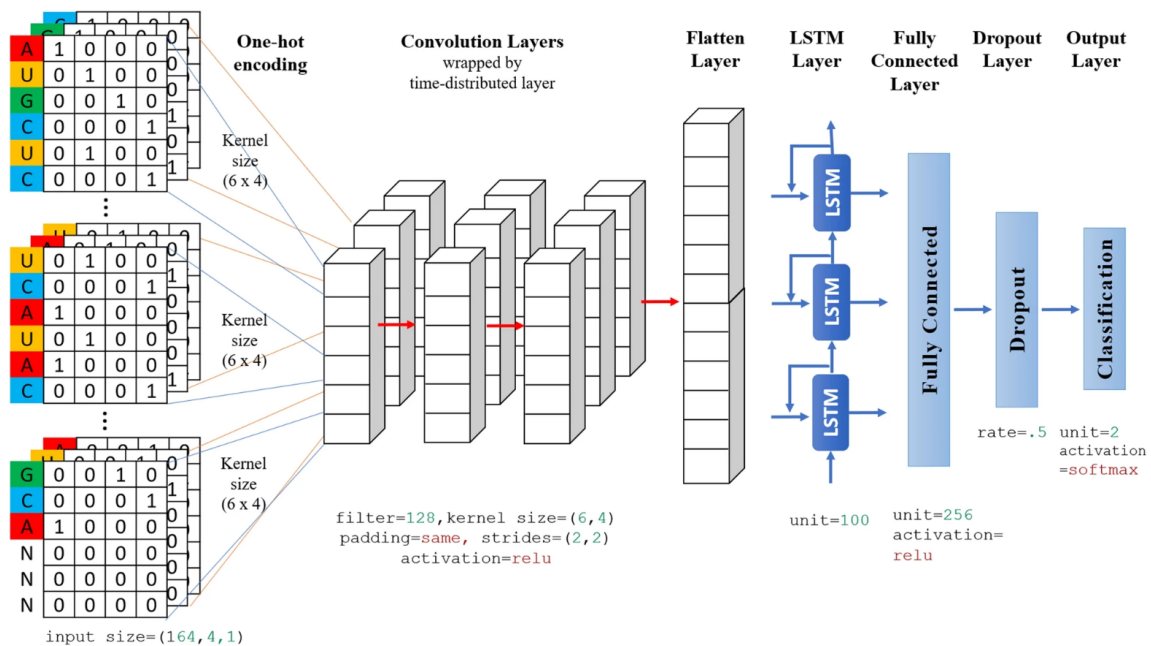 One-hot
encoding
Convolution Layers
wrapped by
time-distributed layer
Flatten
Layer
LSTM
Layer
Fully
Connected
Layer
Dropout
Layer
Output
Layer
A 1 0 0 0
U 0 1 0 0
G 0 0 1 0
C 0 0 0 1
U 0 1 0 0
C 0 0 0 1
...
Kernel
size
(6 x 4)
U 0 1 0 0
C 0 0 0 1
A 1 0 0 0
U 0 1 0 0
A 1 0 0 0
C 0 0 0 1
...
Kernel
size
(6 x 4)
G 0 0 1 0
C 0 0 0 1
A 1 0 0 0
N 0 0 0 0
N 0 0 0 0
N 0 0 0 0
Kernel
size
(6 x 4)
input size=(164,4,1)
filter=128,kernel size=(6,4)
padding=same, strides=(2,2)
activation=relu
LSTM
LSTM
LSTM
unit=100
Fully Connected
unit=256
activation=
relu
Dropout
rate=.5
Classification
unit=2
activation
=softmax